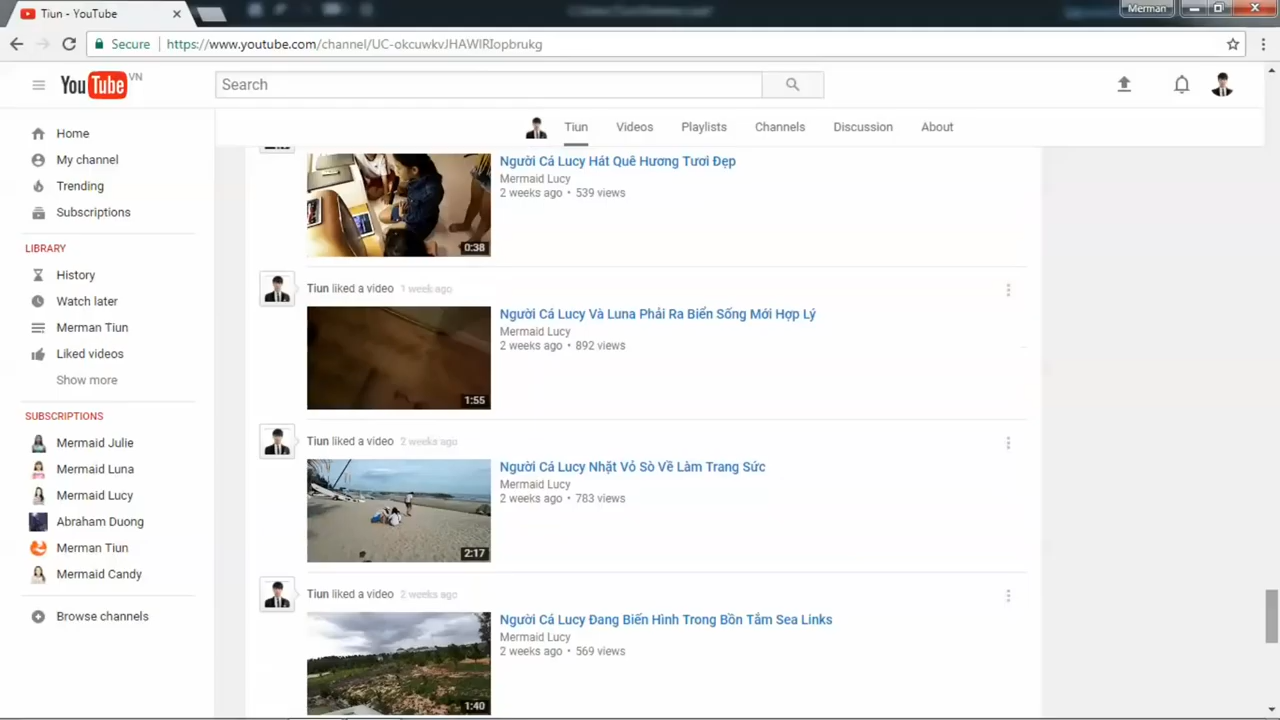 Tiun - YouTube
Merman
Secure
https://www.youtube.com/channel/UC-okcuwkvJHAWlRIopbrukg
YouTube VN
Search
Tiun Videos Playlists Channels Discussion About
Home
My channel
Trending
Subscriptions
LIBRARY
History
Watch later
Merman Tiun
Liked videos
Show more
SUBSCRIPTIONS
Mermaid Julie
Mermaid Luna
Mermaid Lucy
Abraham Duong
Merman Tiun
Mermaid Candy
Browse channels
Người Cá Lucy Hát Quê Hương Tươi Đẹp
Mermaid Lucy
2 weeks ago • 539 views
0:38
Tiun liked a video 1 week ago
Người Cá Lucy Và Luna Phải Ra Biển Sống Mới Hợp Lý
Mermaid Lucy
2 weeks ago • 892 views
1:55
Tiun liked a video 2 weeks ago
Người Cá Lucy Nhặt Vỏ Sò Về Làm Trang Sức
Mermaid Lucy
2 weeks ago • 783 views
2:17
Tiun liked a video 2 weeks ago
Người Cá Lucy Đang Biến Hình Trong Bồn Tắm Sea Links
Mermaid Lucy
2 weeks ago • 569 views
1:40